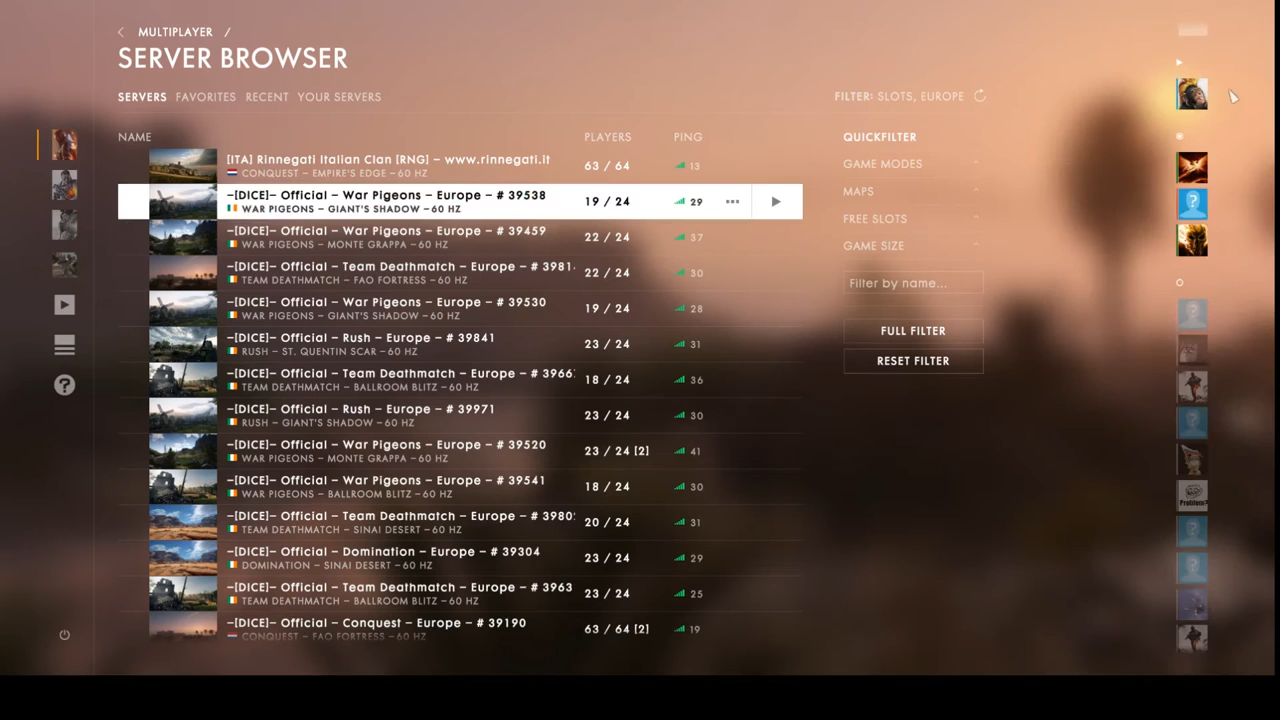 MULTIPLAYER /
SERVER BROWSER
SERVERS FAVORITES RECENT YOUR SERVERS
FILTER: SLOTS, EUROPE
NAME PLAYERS PING
[ITA] Rinnegati Italian Clan [RNG] – www.rinnegati.it 63 / 64 13
CONQUEST – EMPIRE'S EDGE – 60 HZ
–[DICE]– Official – War Pigeons – Europe – # 39538 19 / 24 29
WAR PIGEONS – GIANT'S SHADOW – 60 HZ
–[DICE]– Official – War Pigeons – Europe – # 39459 22 / 24 37
WAR PIGEONS – MONTE GRAPPA – 60 HZ
–[DICE]– Official – Team Deathmatch – Europe – # 3981 22 / 24 30
TEAM DEATHMATCH – FAO FORTRESS – 60 HZ
–[DICE]– Official – War Pigeons – Europe – # 39530 19 / 24 28
WAR PIGEONS – GIANT'S SHADOW – 60 HZ
–[DICE]– Official – Rush – Europe – # 39841 23 / 24 31
RUSH – ST. QUENTIN SCAR – 60 HZ
–[DICE]– Official – Team Deathmatch – Europe – # 3966 18 / 24 36
TEAM DEATHMATCH – BALLROOM BLITZ – 60 HZ
–[DICE]– Official – Rush – Europe – # 39971 23 / 24 30
RUSH – GIANT'S SHADOW – 60 HZ
–[DICE]– Official – War Pigeons – Europe – # 39520 23 / 24 [2] 41
WAR PIGEONS – MONTE GRAPPA – 60 HZ
–[DICE]– Official – War Pigeons – Europe – # 39541 18 / 24 30
WAR PIGEONS – BALLROOM BLITZ – 60 HZ
–[DICE]– Official – Team Deathmatch – Europe – # 3980 20 / 24 31
TEAM DEATHMATCH – SINAI DESERT – 60 HZ
–[DICE]– Official – Domination – Europe – # 39304 23 / 24 29
DOMINATION – SINAI DESERT – 60 HZ
–[DICE]– Official – Team Deathmatch – Europe – # 3963 23 / 24 25
TEAM DEATHMATCH – BALLROOM BLITZ – 60 HZ
–[DICE]– Official – Conquest – Europe – # 39190 63 / 64 [2] 19
CONQUEST – FAO FORTRESS – 60 HZ
QUICKFILTER
GAME MODES
MAPS
FREE SLOTS
GAME SIZE
Filter by name...
FULL FILTER
RESET FILTER
Problem?